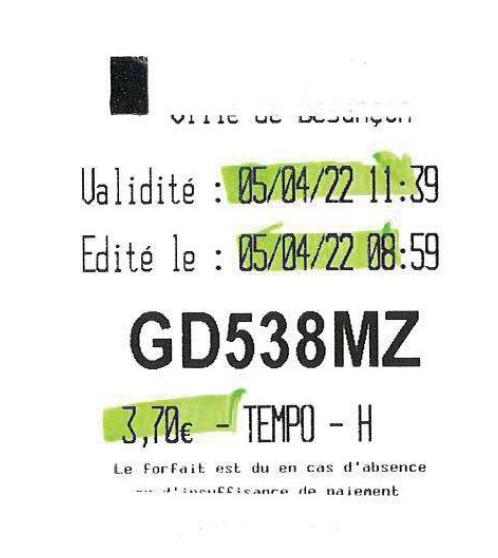 Ville de Besançon
Validité : 05/04/22 11:39
Edité le : 05/04/22 08:59
GD538MZ
3,70€ - TEMPO - H
Le forfait est du en cas d'absence
ou d'insuffisance de paiement